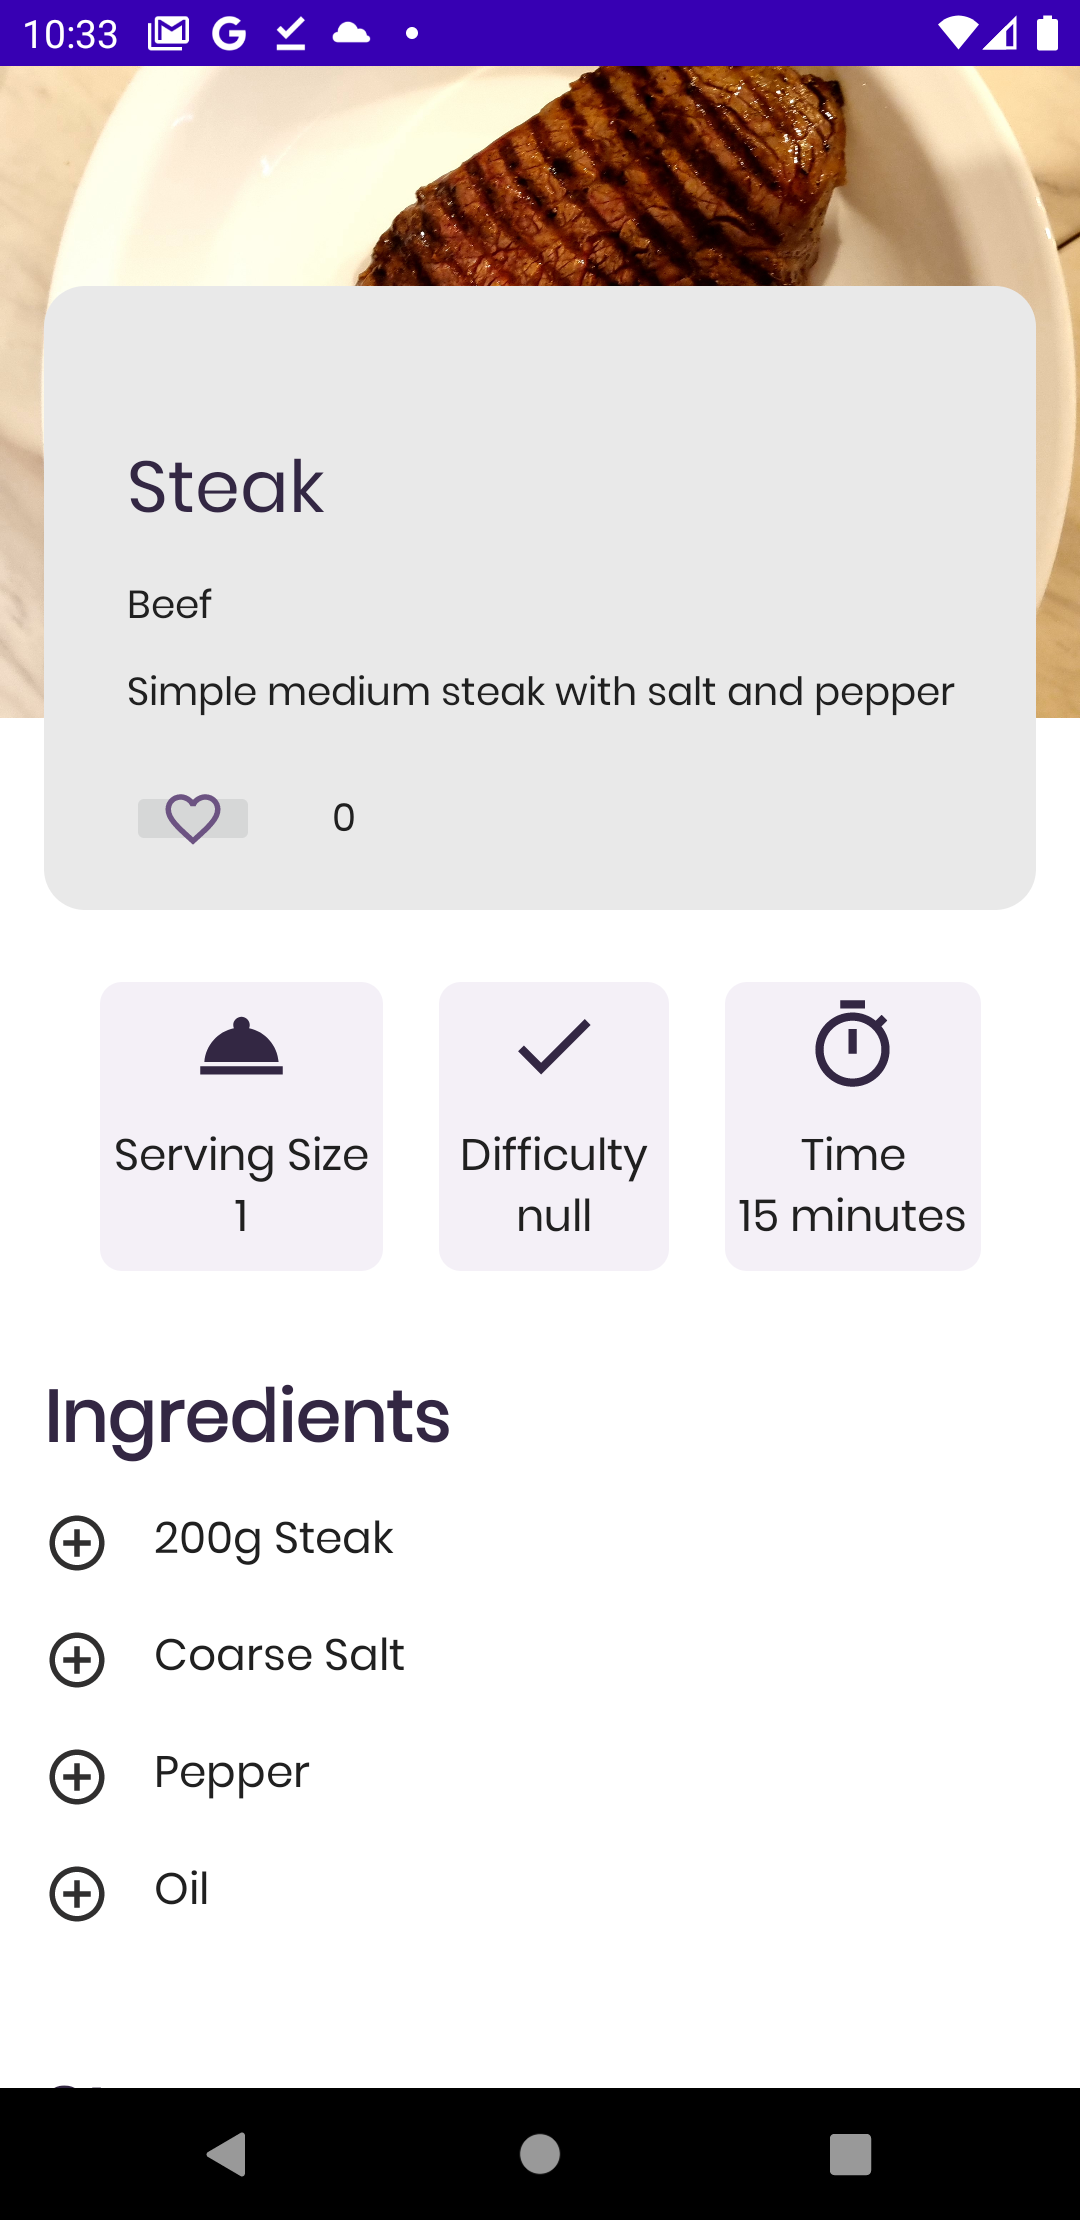 10:33
Steak
Beef
Simple medium steak with salt and pepper
0
Serving Size
1
Difficulty
null
Time
15 minutes
Ingredients
200g Steak
Coarse Salt
Pepper
Oil